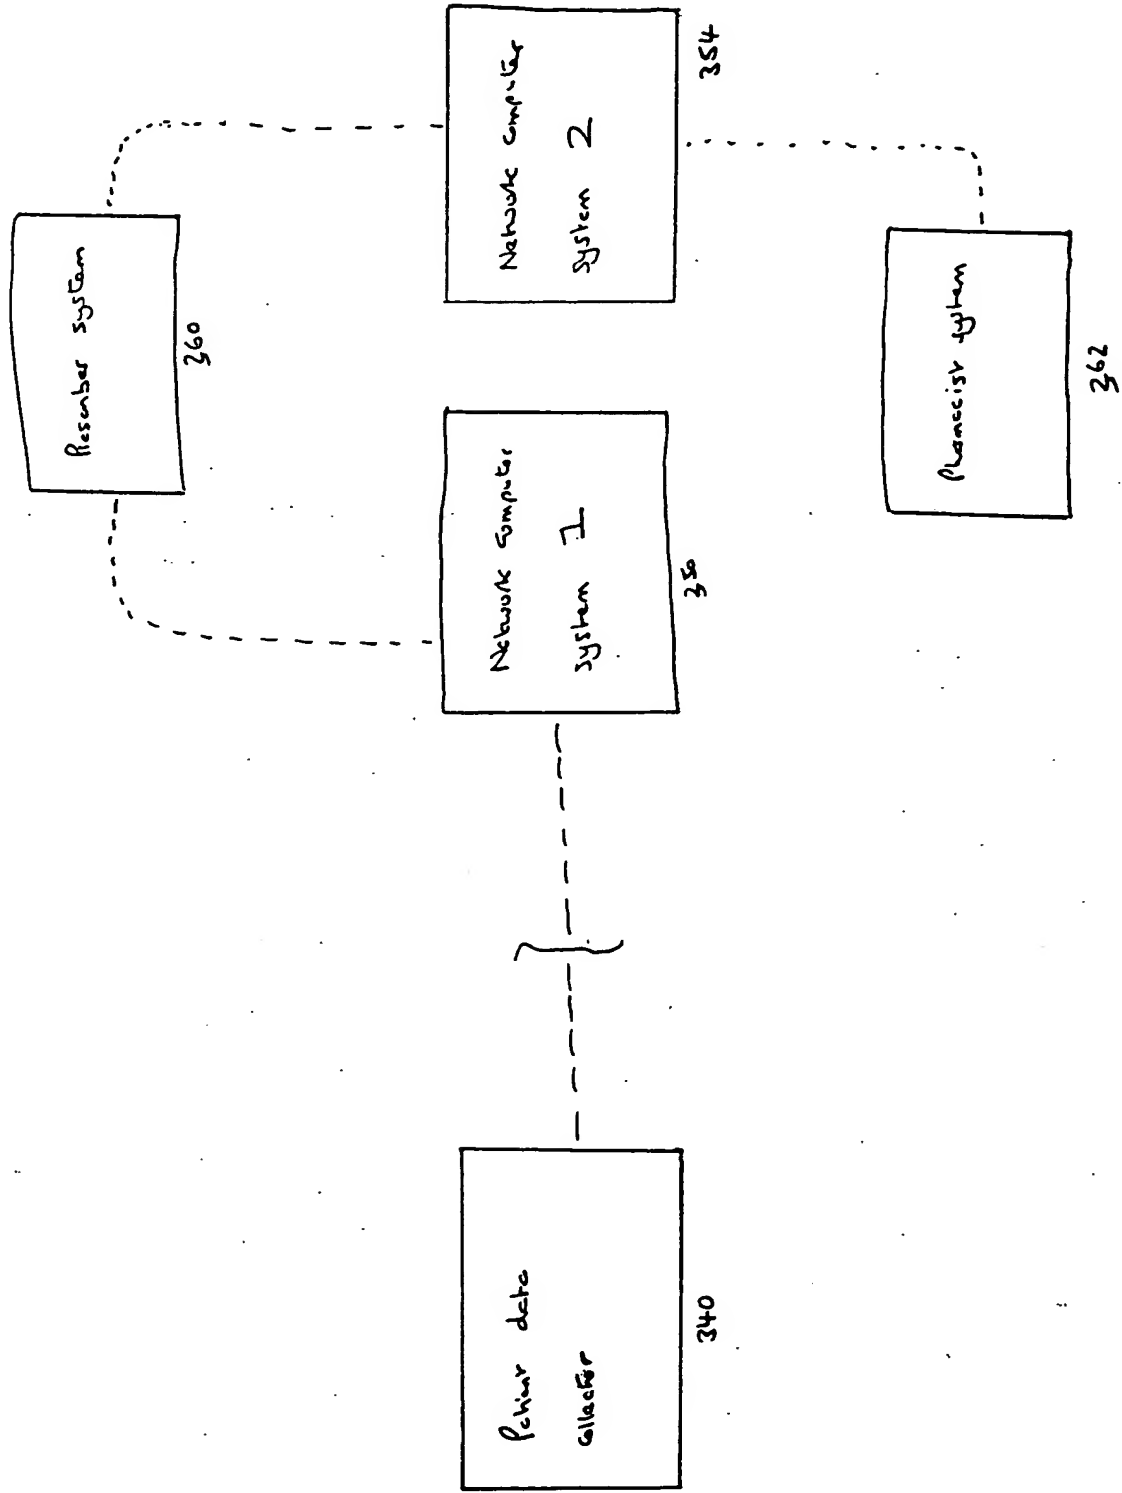 Prescriber system
360
Network computer
system 2
354
Network computer
system 1
350
Patient data
collector
340
Pharmacist system
362